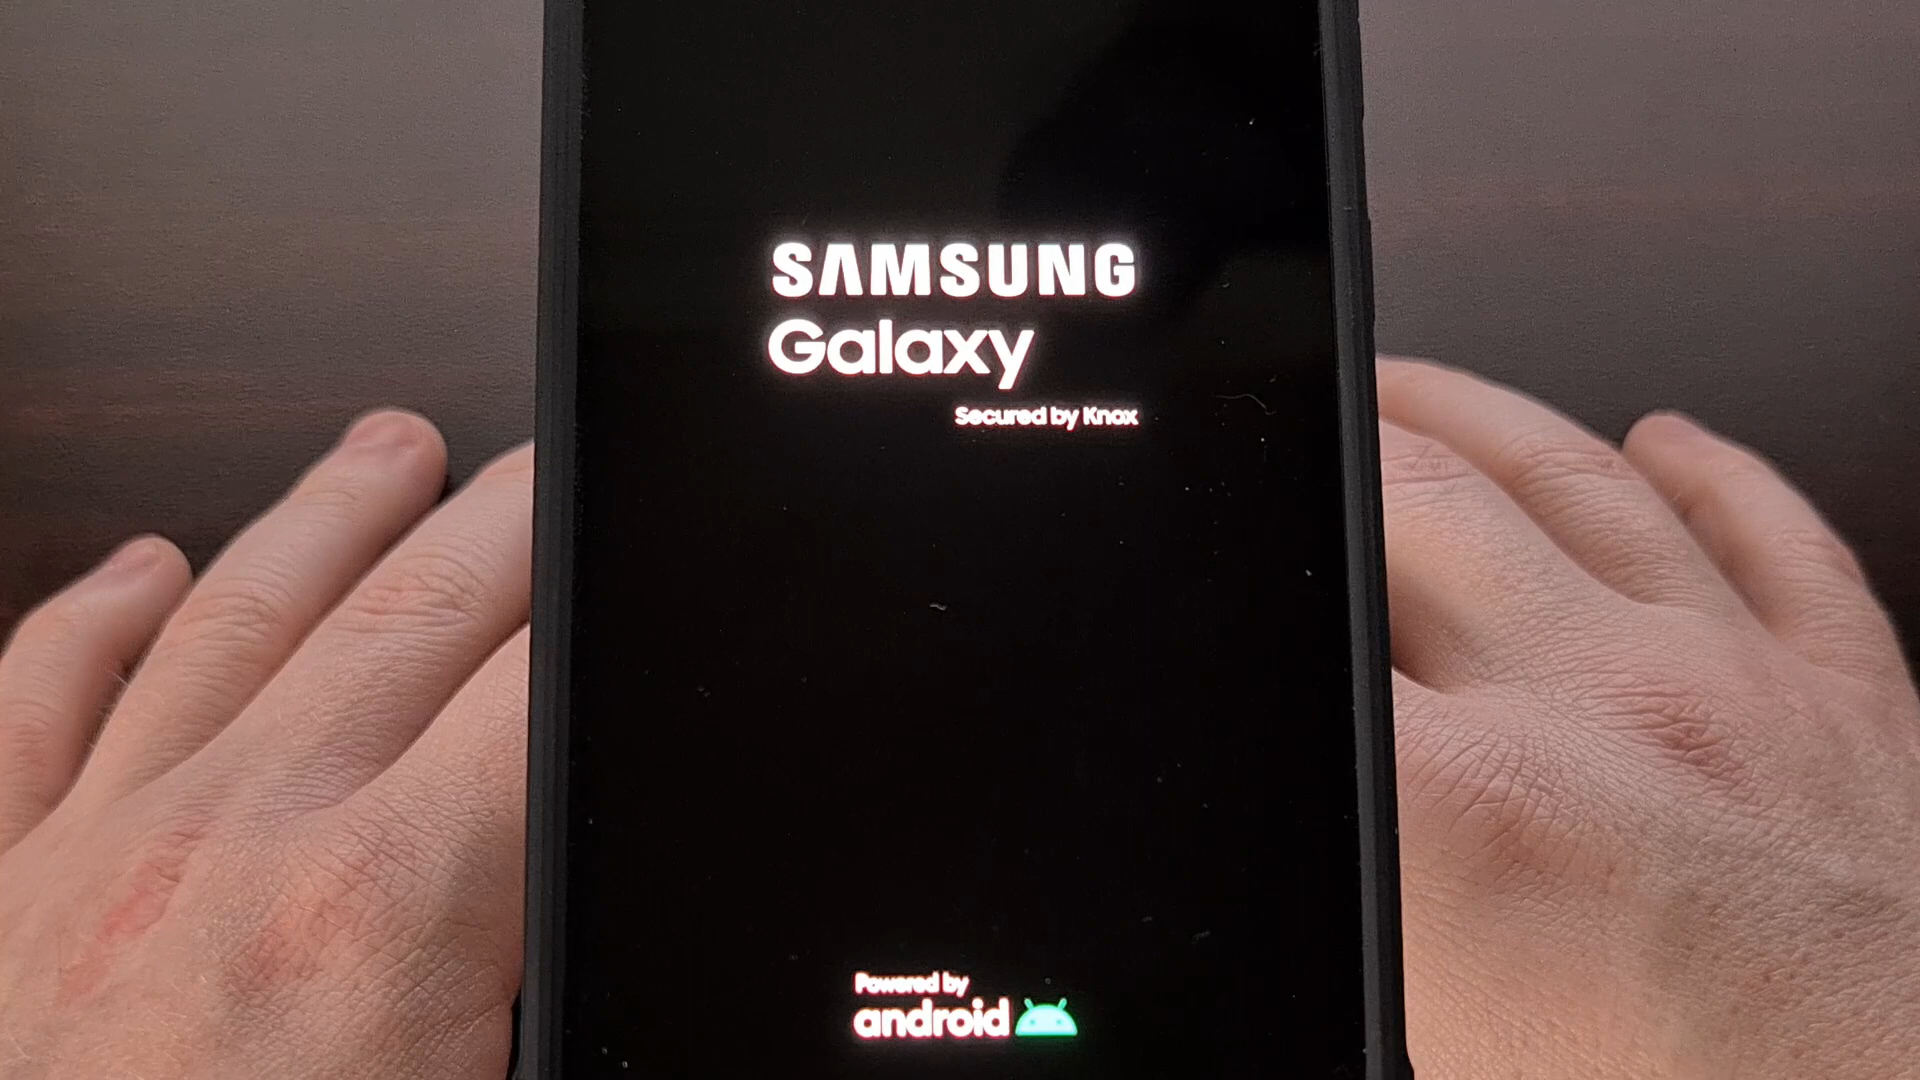 SAMSUNG
Galaxy
Secured by Knox
Powered by
android